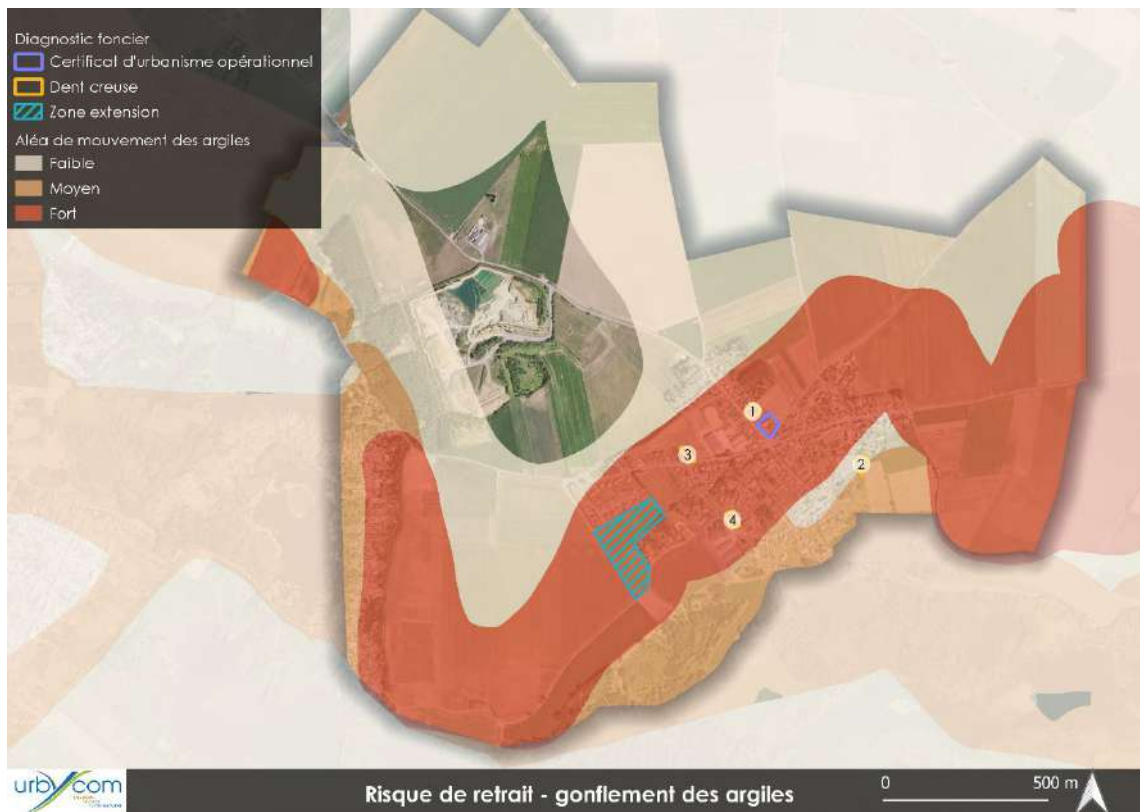 Diagnostic foncier
Certificat d'urbanisme opérationnel
Dent creuse
Zone extension
Aléa de mouvement des argiles
Faible
Moyen
Fort
1
3
2
4
urbycom
Risque de retrait - gonflement des argiles
0 500 m